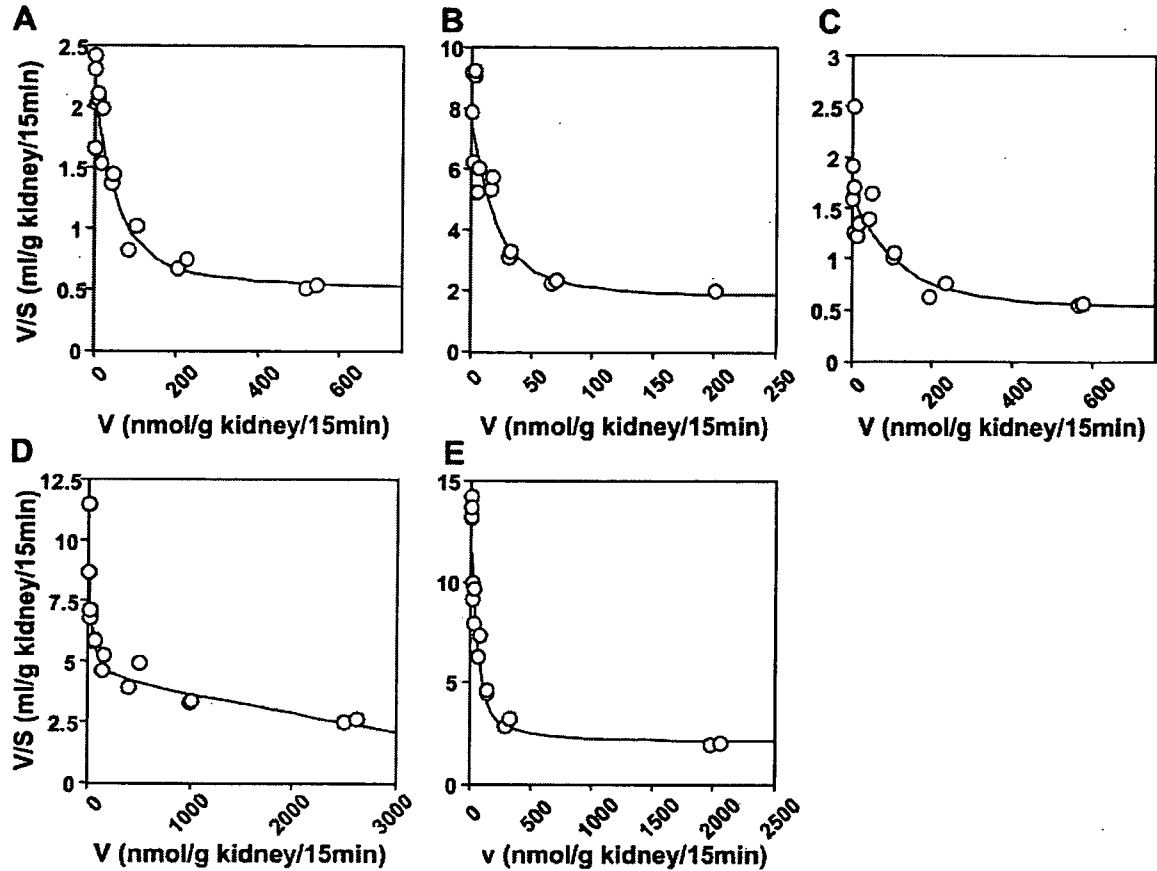 A
V/S (ml/g kidney/15min)
2.5
2
1.5
1
0.5
0
0 200 400 600
V (nmol/g kidney/15min)
B
10
8
6
4
2
0
0 50 100 150 200 250
V (nmol/g kidney/15min)
C
3
2.5
2
1.5
1
0.5
0
0 200 400 600
V (nmol/g kidney/15min)
D
V/S (ml/g kidney/15min)
12.5
10
7.5
5
2.5
0
0 1000 2000 3000
V (nmol/g kidney/15min)
E
15
10
5
0
0 500 1000 1500 2000 2500
v (nmol/g kidney/15min)